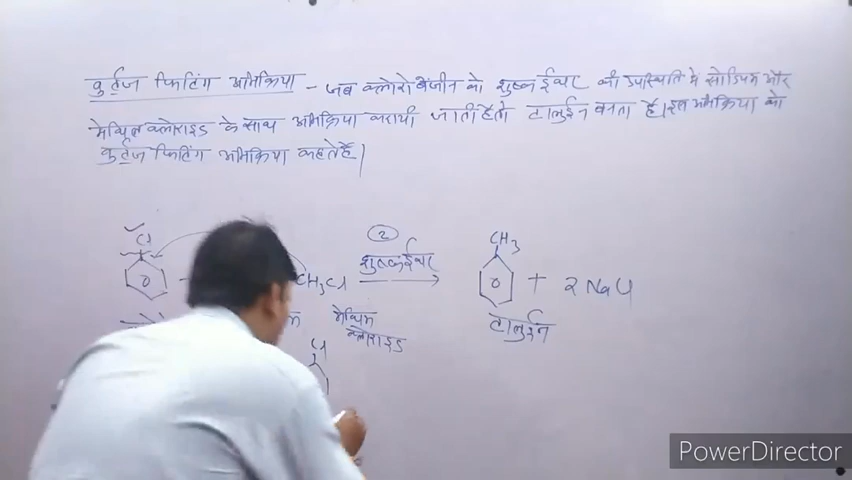 वुर्टज फिटिंग अभिक्रिया - जब क्लोरोबेंजीन को शुष्क ईथर की उपस्थिति मे सोडियम और
मेथिल क्लोराइड के साथ अभिक्रिया करायी जाती है तो टालुईन बनता है। इस अभिक्रिया को
वुर्टज फिटिंग अभिक्रिया कहते है।
Cl
2
शुष्क ईथर
CH3Cl
CH3
+ 2NaCl
मेथिल
क्लोराइड
टालुईन
Cl
PowerDirector